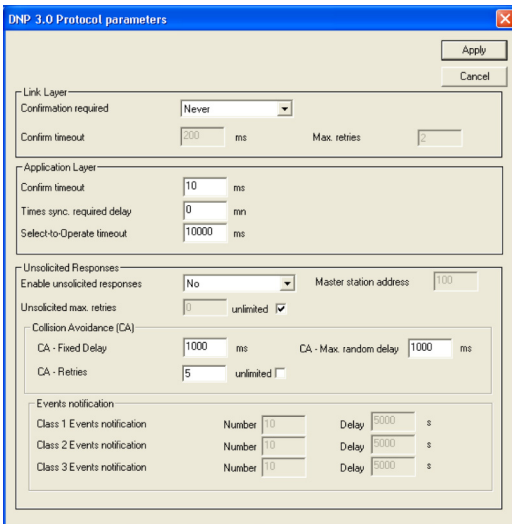 DNP 3.0 Protocol parameters
Apply
Cancel
Link Layer
Confirmation required Never
Confirm timeout 200 ms Max. retries 2
Application Layer
Confirm timeout 10 ms
Times sync. required delay 0 mn
Select-to-Operate timeout 10000 ms
Unsolicited Responses
Enable unsolicited responses No Master station address 100
Unsolicited max. retries 0 unlimited
Collision Avoidance (CA)
CA - Fixed Delay 1000 ms CA - Max. random delay 1000 ms
CA - Retries 5 unlimited
Events notification
Class 1 Events notification Number 10 Delay 5000 s
Class 2 Events notification Number 10 Delay 5000 s
Class 3 Events notification Number 10 Delay 5000 s